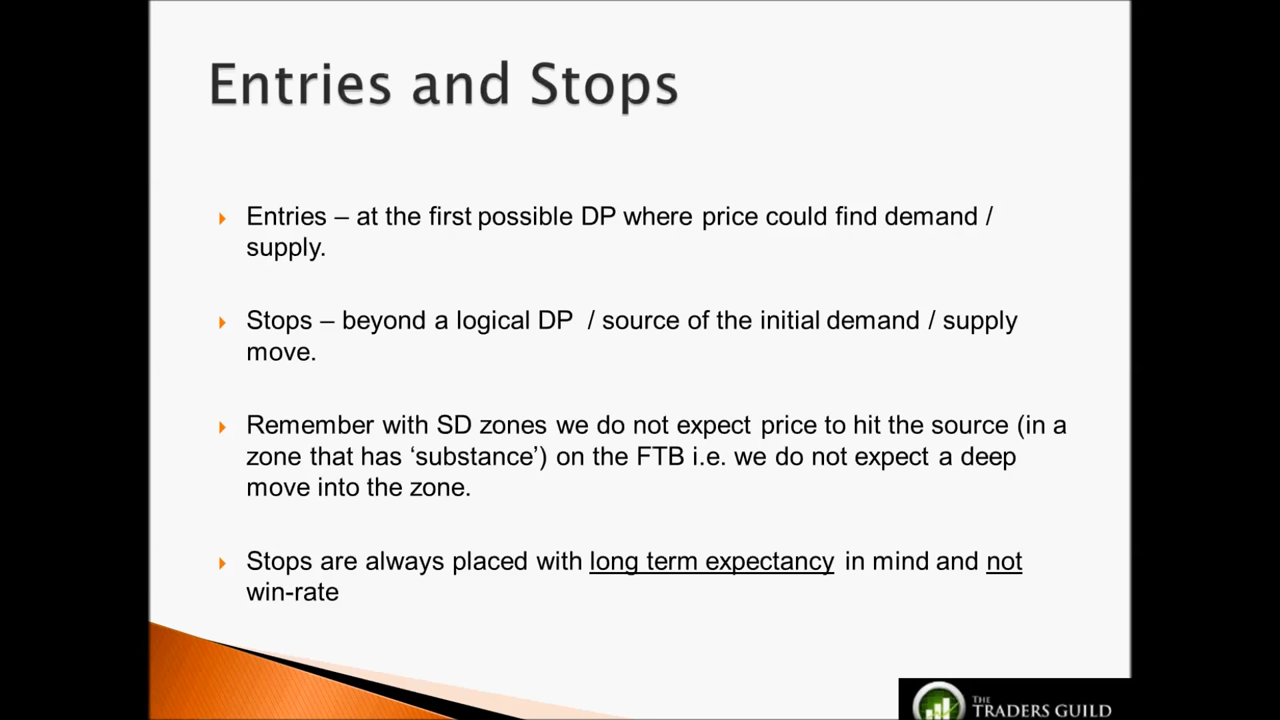 Entries and Stops
Entries – at the first possible DP where price could find demand /
supply.
Stops – beyond a logical DP / source of the initial demand / supply
move.
Remember with SD zones we do not expect price to hit the source (in a
zone that has ‘substance’) on the FTB i.e. we do not expect a deep
move into the zone.
Stops are always placed with long term expectancy in mind and not
win-rate
THE
TRADERS GUILD